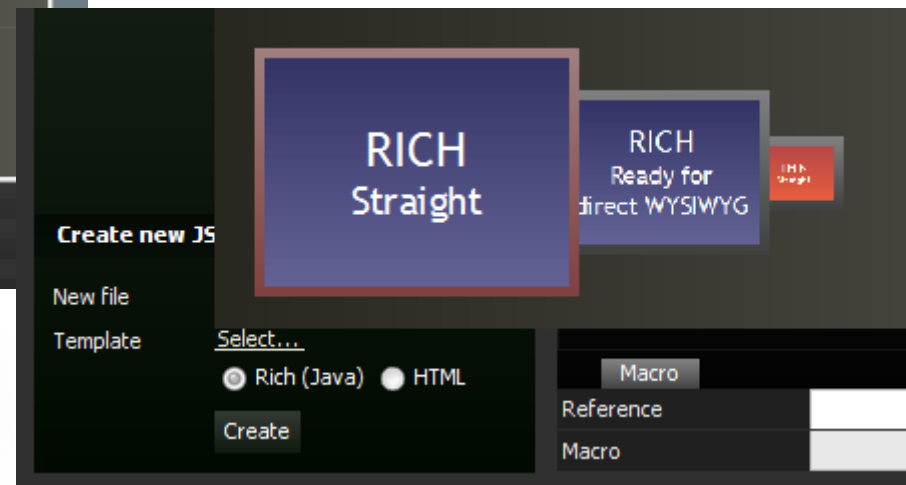 RICH
Straight
RICH
Ready for
direct WYSIWYG
Straight
Create new JS
New file
Template
Select...
Rich (Java)
HTML
Create
Macro
Reference
Macro